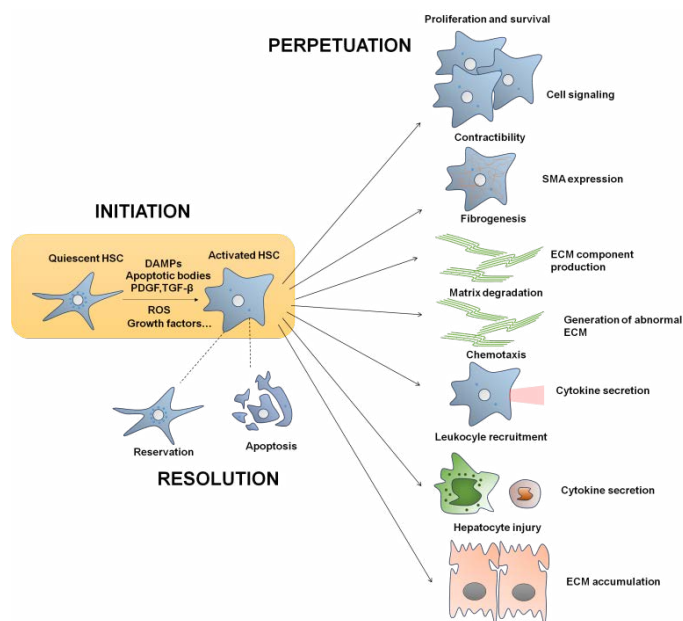 PERPETUATION
Proliferation and survival
Cell signaling
Contractibility
SMA expression
Fibrogenesis
ECM component
production
Matrix degradation
Generation of abnormal
ECM
Chemotaxis
Cytokine secretion
Leukocyle recruitment
Cytokine secretion
Hepatocyte injury
ECM accumulation
INITIATION
Quiescent HSC
DAMPs
Apoptotic bodies
PDGF,TGF-β
ROS
Growth factors...
Activated HSC
Reservation
Apoptosis
RESOLUTION